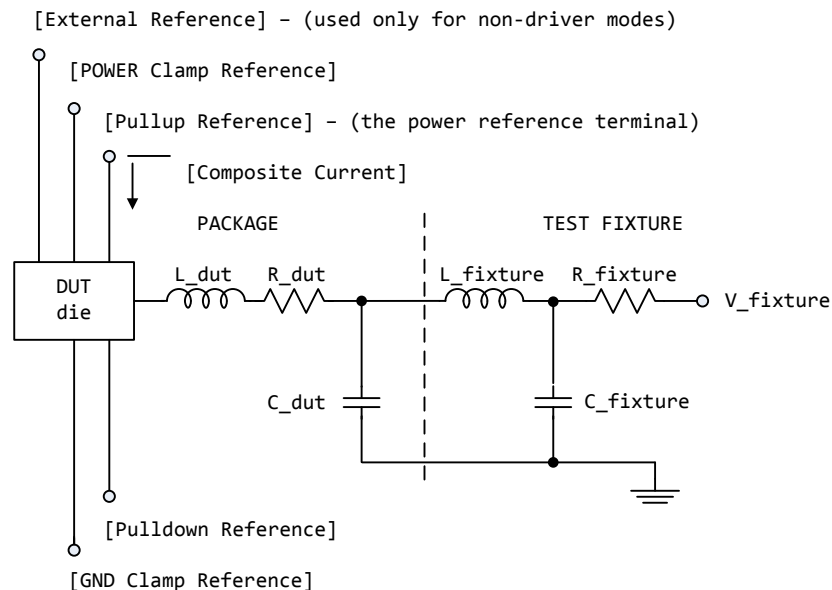 [External Reference] – (used only for non-driver modes)
[POWER Clamp Reference]
[Pullup Reference] – (the power reference terminal)
[Composite Current]
PACKAGE
TEST FIXTURE
DUT
die
L_dut
R_dut
L_fixture
R_fixture
V_fixture
C_dut
C_fixture
[Pulldown Reference]
[GND Clamp Reference]